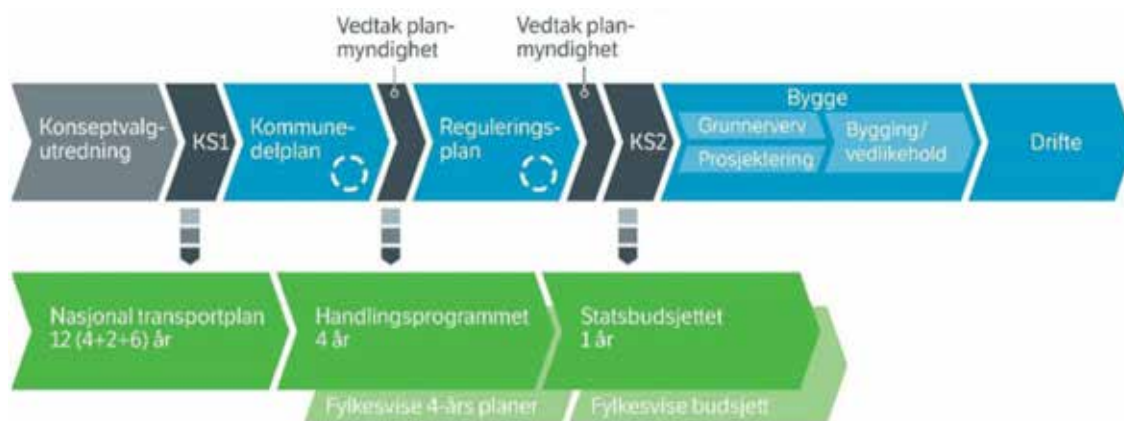 Vedtak plan-
myndighet
Vedtak plan-
myndighet
Konseptvalg-
utredning
KS1
Kommune-
delplan
Regulerings-
plan
KS2
Bygge
Grunnerverv
Prosjektering
Bygging/
vedlikehold
Drifte
Nasjonal transportplan
12 (4+2+6) år
Handlingsprogrammet
4 år
Statsbudsjettet
1 år
Fylkesvise 4-års planer
Fylkesvise budsjett